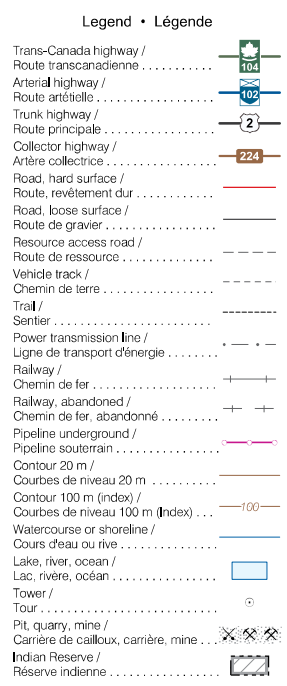 Legend • Légende
Trans-Canada highway /
Route transcanadienne . . . . . . . . . . . 104
Arterial highway /
Route artétielle . . . . . . . . . . . . . . . . . . 102
Trunk highway /
Route principale . . . . . . . . . . . . . . . . 2
Collector highway /
Artère collectrice . . . . . . . . . . . . . . . . 224
Road, hard surface /
Route, revêtement dur . . . . . . . . . . . .
Road, loose surface /
Route de gravier . . . . . . . . . . . . . . . .
Resource access road /
Route de ressource . . . . . . . . . . . . . .
Vehicle track /
Chemin de terre . . . . . . . . . . . . . . . . .
Trail /
Sentier . . . . . . . . . . . . . . . . . . . . . . . .
Power transmission line /
Ligne de transport d'énergie . . . . . . . .
Railway /
Chemin de fer . . . . . . . . . . . . . . . . . .
Railway, abandoned /
Chemin de fer, abandonné . . . . . . . . .
Pipeline underground /
Pipeline souterrain . . . . . . . . . . . . . . .
Contour 20 m /
Courbes de niveau 20 m . . . . . . . . . .
Contour 100 m (index) /
Courbes de niveau 100 m (Index) . . . 100
Watercourse or shoreline /
Cours d'eau ou rive . . . . . . . . . . . . . .
Lake, river, ocean /
Lac, rivère, océan . . . . . . . . . . . . . . .
Tower /
Tour . . . . . . . . . . . . . . . . . . . . . . . . . .
Pit, quarry, mine /
Carrière de cailloux, carrière, mine . . .
Indian Reserve /
Réserve indienne . . . . . . . . . . . . . . . .